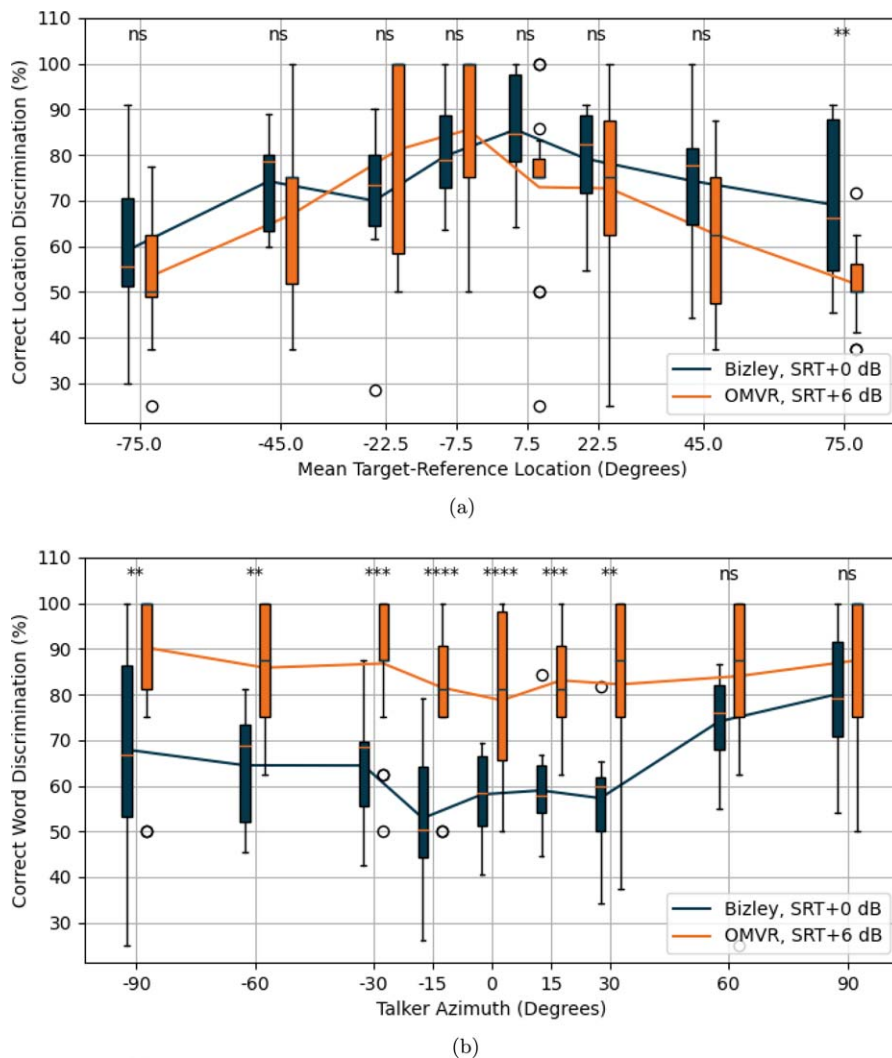 110
100
90
80
70
60
50
40
30
Correct Location Discrimination (%)
ns ns ns ns ns ns ns **
Bizley, SRT+0 dB
OMVR, SRT+6 dB
-75.0 -45.0 -22.5 -7.5 7.5 22.5 45.0 75.0
Mean Target-Reference Location (Degrees)
(a)
110
100
90
80
70
60
50
40
30
Correct Word Discrimination (%)
** ** *** **** **** *** ** ns ns
Bizley, SRT+0 dB
OMVR, SRT+6 dB
-90 -60 -30 -15 0 15 30 60 90
Talker Azimuth (Degrees)
(b)